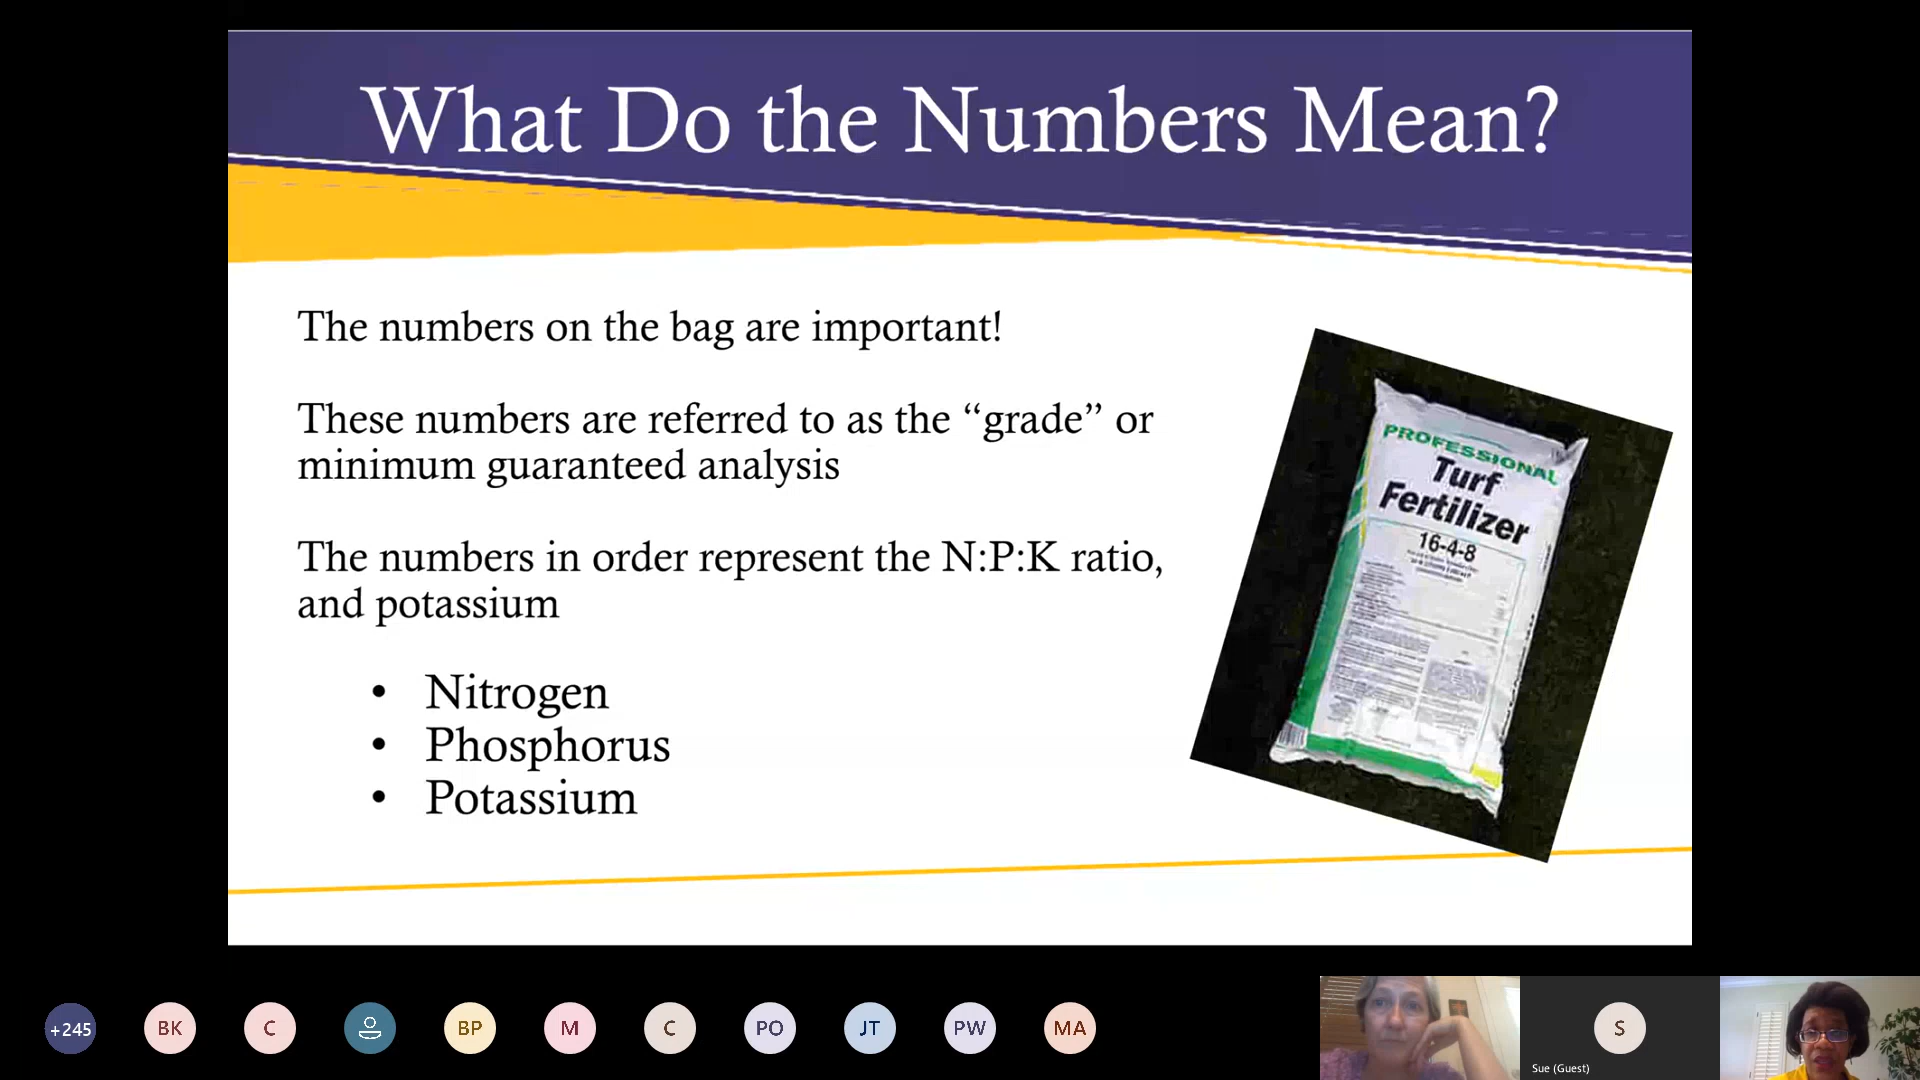 What Do the Numbers Mean?
The numbers on the bag are important!
These numbers are referred to as the “grade” or
minimum guaranteed analysis
The numbers in order represent the N:P:K ratio,
and potassium
• Nitrogen
• Phosphorus
• Potassium
PROFESSIONAL
Turf
Fertilizer
16-4-8
+245
BK
C
BP
M
C
PO
JT
PW
MA
S
Sue (Guest)